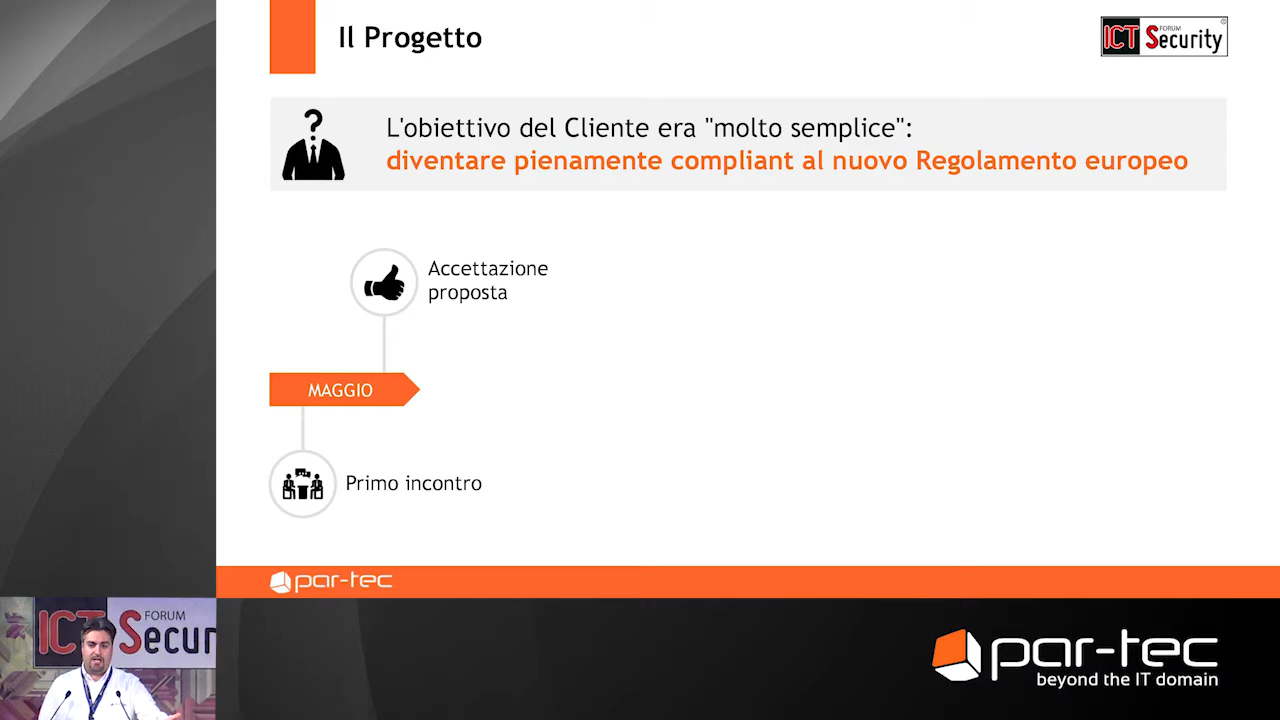 Il Progetto
ICT FORUM Security ®
L'obiettivo del Cliente era "molto semplice":
diventare pienamente compliant al nuovo Regolamento europeo
Accettazione
proposta
MAGGIO
Primo incontro
par-tec
ICT FORUM Secur
par-tec
beyond the IT domain